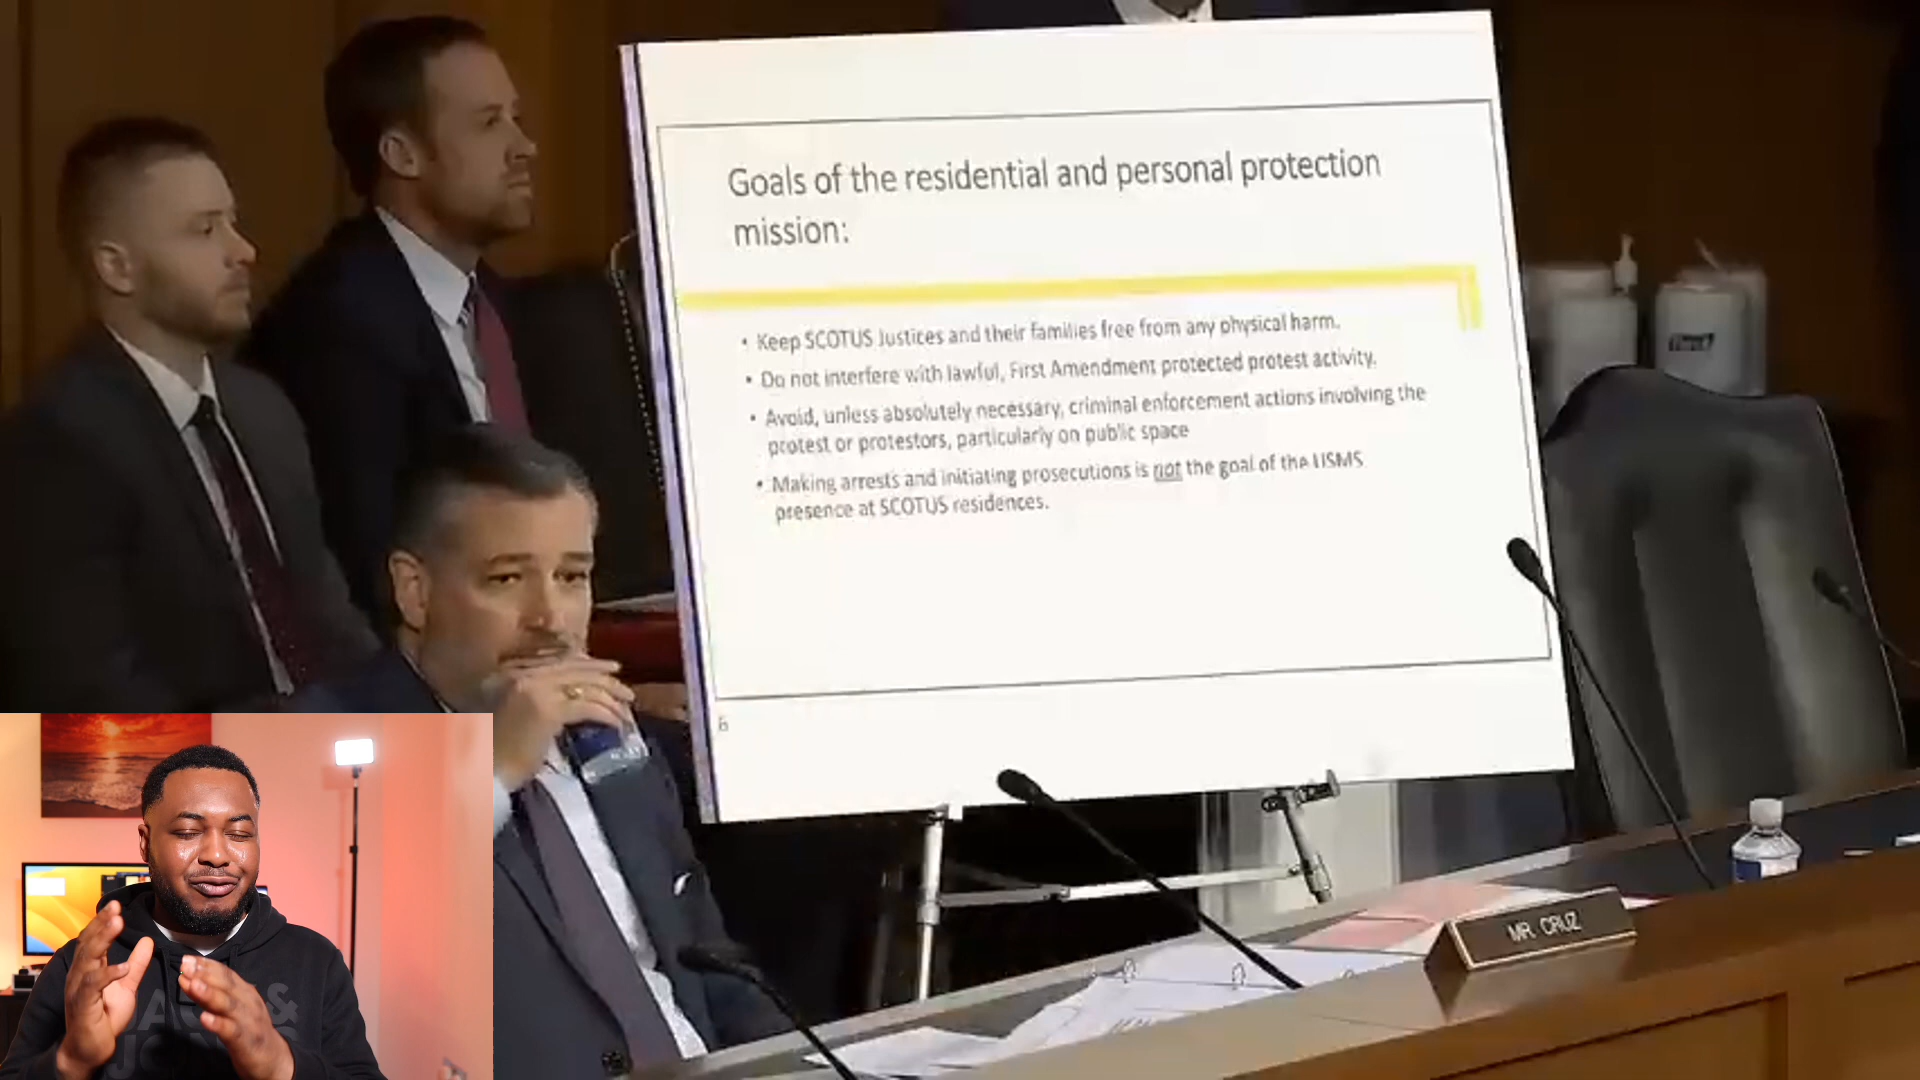 Goals of the residential and personal protection
mission:
• Keep SCOTUS Justices and their families free from any physical harm.
• Do not interfere with lawful, First Amendment protected protest activity.
• Avoid, unless absolutely necessary, criminal enforcement actions involving the
protest or protestors, particularly on public space
• Making arrests and initiating prosecutions is not the goal of the USMS
presence at SCOTUS residences.
6
MR. CRUZ
JACK &
JONES